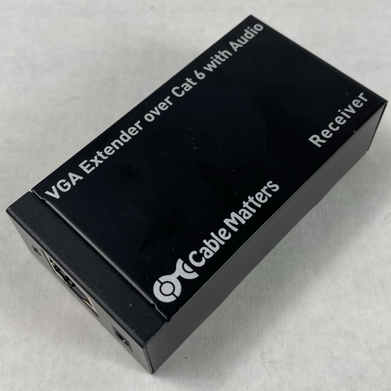 VGA Extender over Cat 6 with Audio
Receiver
Cable Matters